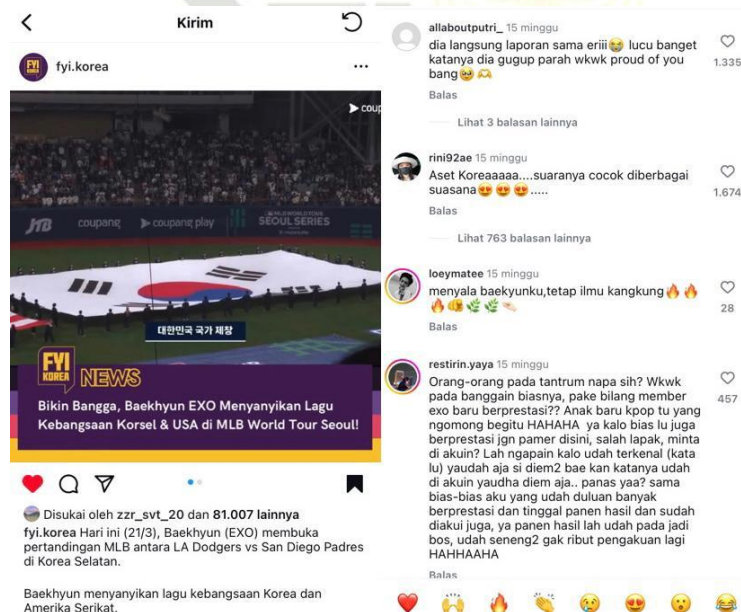 Kirim
FYI
KOREA
fyi.korea
coupa
JTB
coupang
coupang play
MLB WORLD TOUR
SEOUL SERIES
대한민국 국가 제창
FYI
KOREA
NEWS
Bikin Bangga, Baekhyun EXO Menyanyikan Lagu
Kebangsaan Korsel & USA di MLB World Tour Seoul!
Disukai oleh zzr_svt_20 dan 81.007 lainnya
fyi.korea Hari ini (21/3), Baekhyun (EXO) membuka
pertandingan MLB antara LA Dodgers vs San Diego Padres
di Korea Selatan.
Baekhyun menyanyikan lagu kebangsaan Korea dan
Amerika Serikat.
allaboutputri_ 15 minggu
dia langsung laporan sama eriii😭 lucu banget
katanya dia gugup parah wkwk proud of you
bang🥹🫶
1.335
Balas
Lihat 3 balasan lainnya
rini92ae 15 minggu
Aset Koreaaaaa....suaranya cocok diberbagai
suasana😍😍😍.....
1.674
Balas
Lihat 763 balasan lainnya
loeymatee 15 minggu
menyala baekyunku,tetap ilmu kangkung🔥🔥
🔥🫵🌿🌿🤏🏻
28
Balas
restirin.yaya 15 minggu
Orang-orang pada tantrum napa sih? Wkwk
pada banggain biasnya, pake bilang member
exo baru berprestasi?? Anak baru kpop tu yang
ngomong begitu HAHAHA ya kalo bias lu juga
berprestasi jgn pamer disini, salah lapak, minta
di akuin? Lah ngapain kalo udah terkenal (kata
lu) yaudah aja si diem2 bae kan katanya udah
di akuin yaudha diem aja.. panas yaa? sama
bias-bias aku yang udah duluan banyak
berprestasi dan tinggal panen hasil dan sudah
diakui juga, ya panen hasil lah udah pada jadi
bos, udah seneng2 gak ribut pengakuan lagi
HAHHAAHA
457
Balas